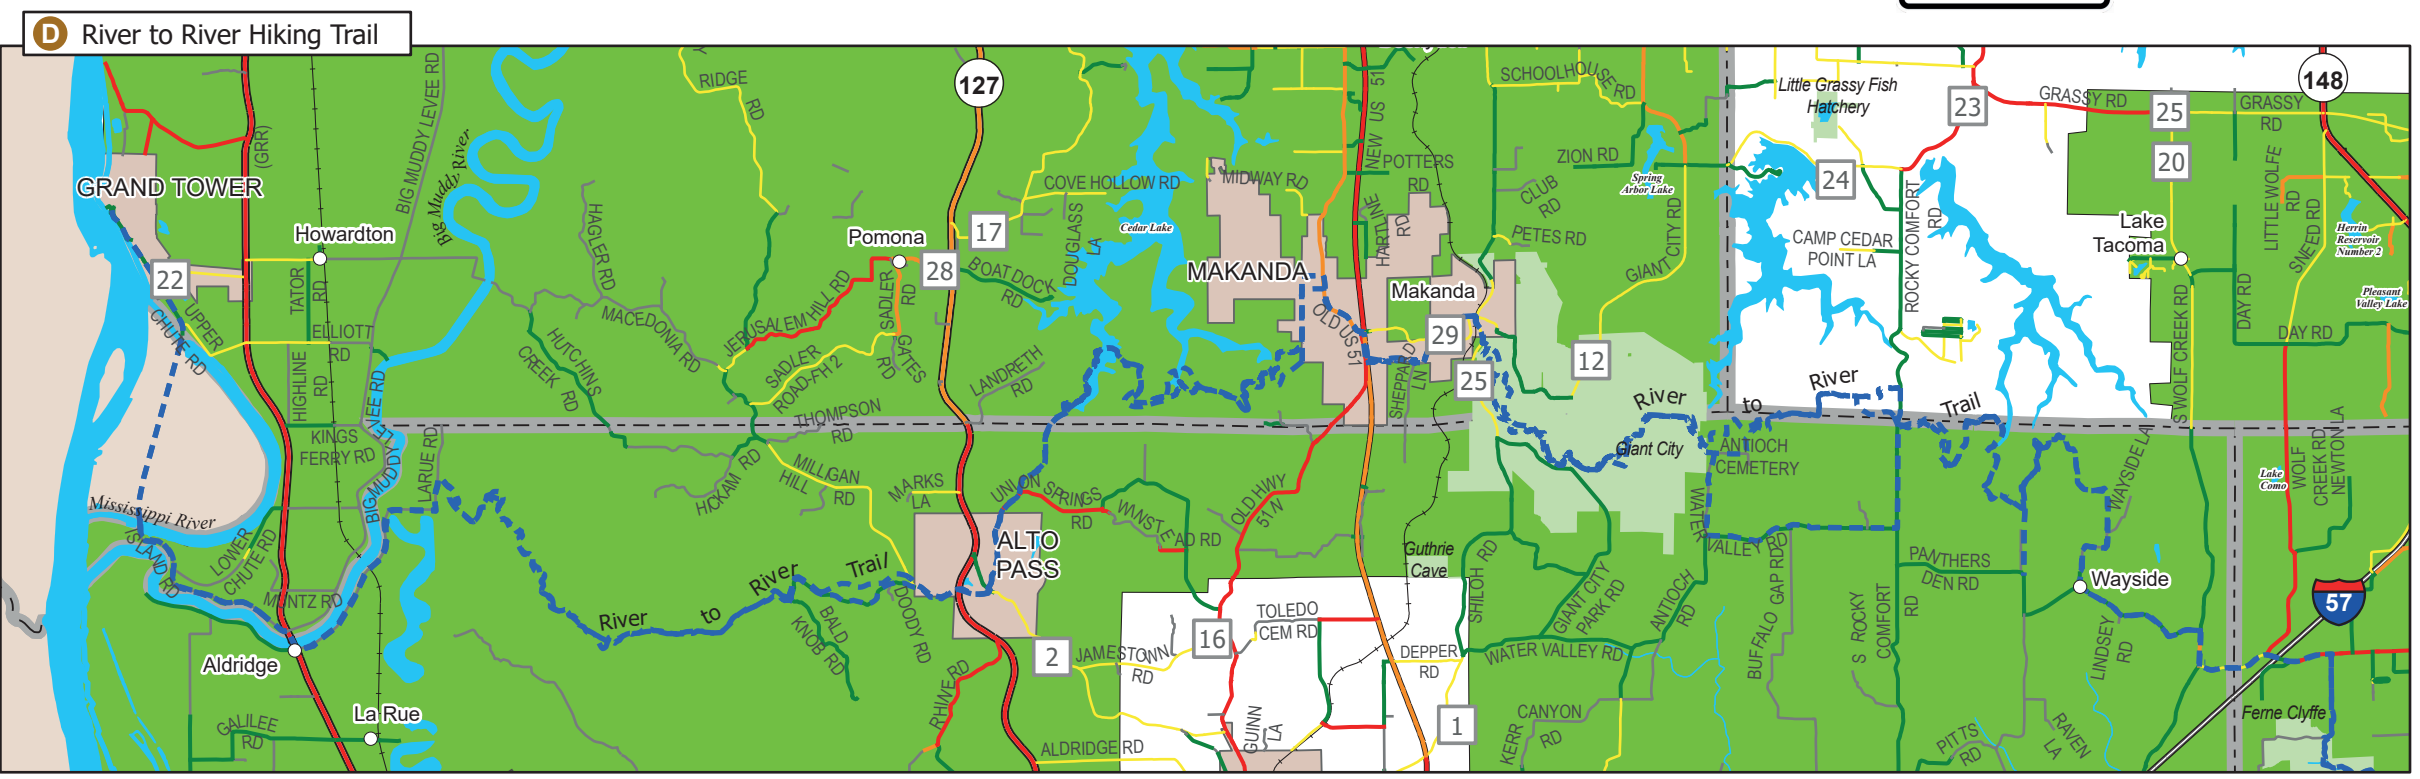 D River to River Hiking Trail
RIDGE
RD
127
BIG MUDDY LEVEE RD
Big Muddy River
(GRR)
GRAND TOWER
Howardton
22
TATOR
RD
UPPER
CHUTE RD
ELLIOTT
RD
HIGHLINE
RD
KINGS
FERRY RD
BIG MUDDY LEVEE RD
LARUE RD
Mississippi River
ISLAND RD
LOWER
CHUTE RD
MUNTZ RD
Aldridge
La Rue
GALILEE
RD
HAGLER RD
MACEDONIA RD
HUTCHINS
CREEK
RD
JERUSALEM HILL RD
Pomona
28
17
SADLER
RD
SADLER
ROAD-FH 2
GATES
RD
LANDRETH
RD
THOMPSON
RD
HICKAM RD
MILLIGAN
HILL
RD
MARKS
LA
ALTO
PASS
River to River Trail
BALD
KNOB RD
DOODY RD
RHINE RD
2
JAMESTOWN
RD
ALDRIDGE RD
COVE HOLLOW RD
DOUGLASS
LA
BOAT DOCK
RD
Cedar Lake
MIDWAY RD
MAKANDA
OLD US 51
NEW US 51
POTTERS
RD
HARTLINE
RD
Makanda
29
25
SHEPPARD
LN
UNION SPRINGS
RD
WANSTEAD RD
OLD HWY
51 N
16
TOLEDO
CEM RD
QUINN
LA
Guthrie
Cave
DEPPER
RD
1
SCHOOLHOUSE RD
ZION RD
CLUB
RD
PETES RD
Spring
Arbor Lake
GIANT CITY RD
12
River to River Trail
Giant City
SHILOH RD
GIANT CITY
PARK RD
ANTIOCH
RD
WATER VALLEY RD
KERR
CANYON
RD
ANTIOCH
CEMETERY
WATER
VALLEY RD
BUFFALO GAP RD
S ROCKY
COMFORT
RD
PANTHERS
DEN RD
PITTS
RD
RAVEN
LA
Little Grassy Fish
Hatchery
23
24
CAMP CEDAR
POINT LA
ROCKY COMFORT
RD
GRASSY RD
25
20
GRASSY
RD
148
Lake
Tacoma
LITTLE WOLFE
RD
SNEED RD
Herrin
Reservoir
Number 2
Pleasant
Valley Lake
DAY RD
DAY RD
S WOLF CREEK RD
WAYSIDE LA
Lake
Como
WOLF
CREEK RD
NEWTON LA
Wayside
LINDSEY
RD
57
Ferne Clyffe